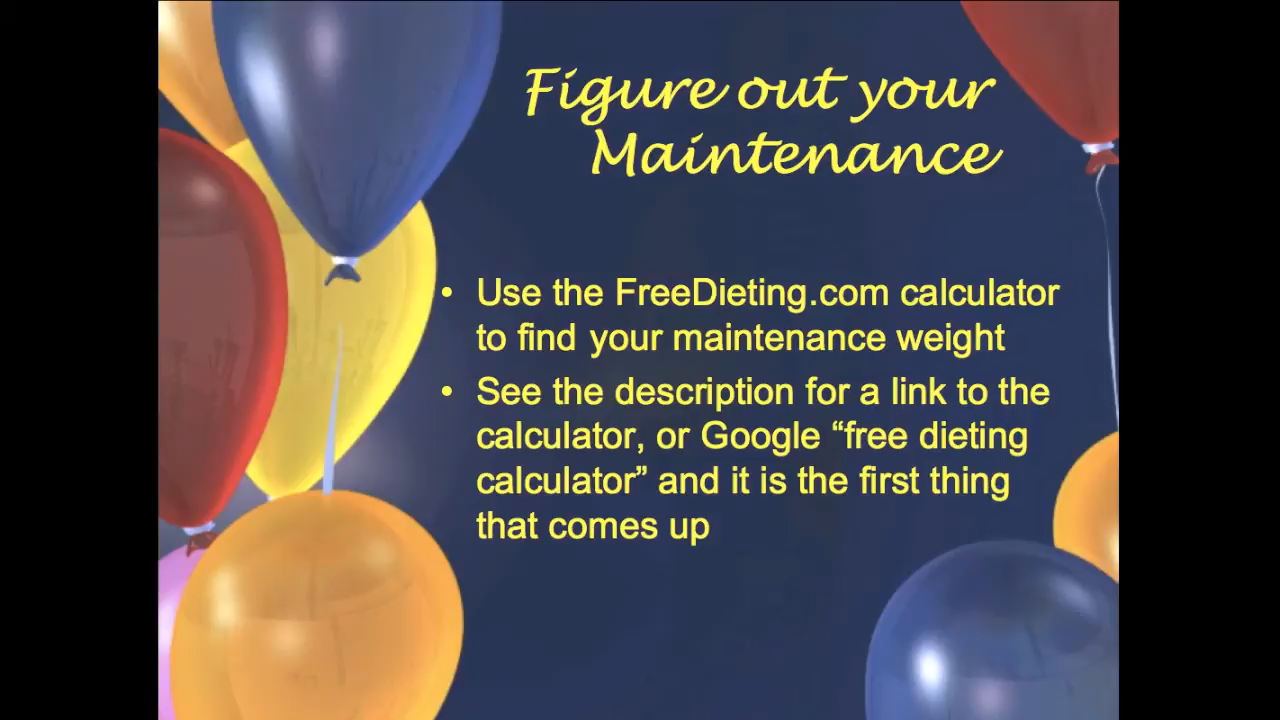 Figure out your
Maintenance
• Use the FreeDieting.com calculator
to find your maintenance weight
• See the description for a link to the
calculator, or Google “free dieting
calculator” and it is the first thing
that comes up